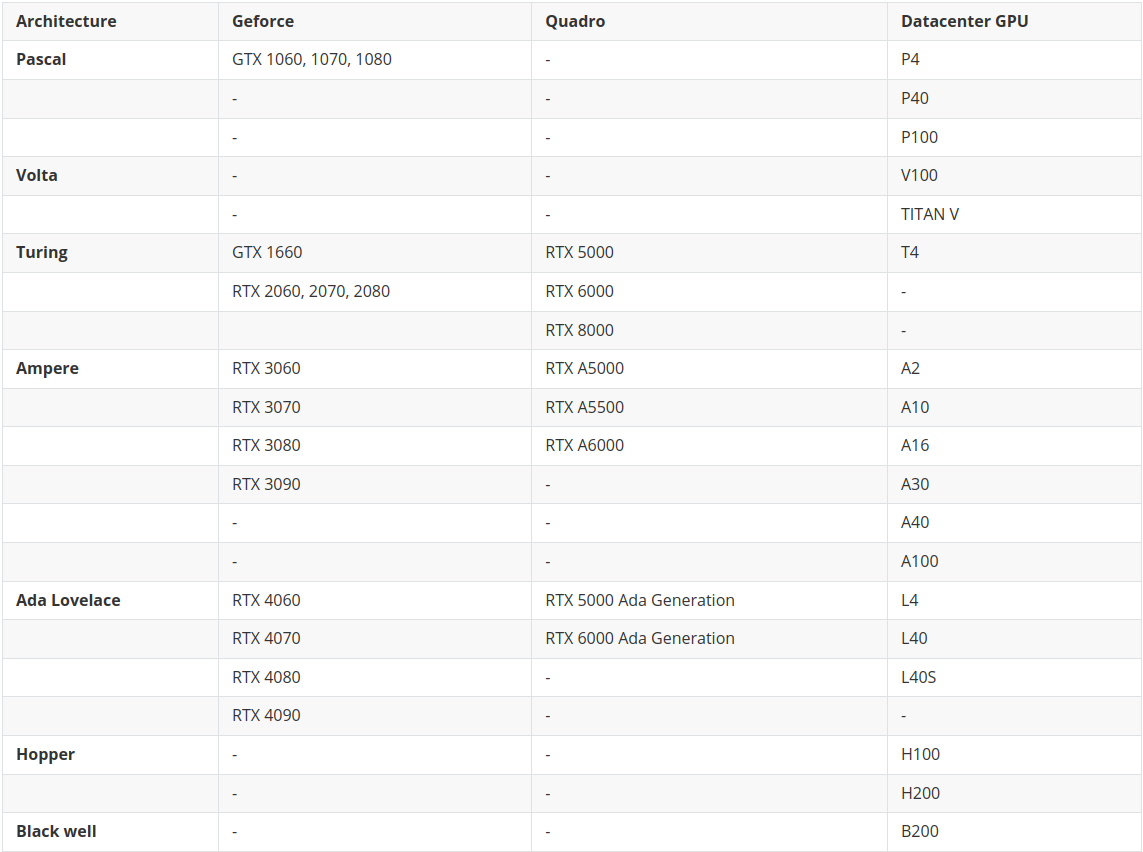 Architecture Geforce Quadro Datacenter GPU
Pascal GTX 1060, 1070, 1080 - P4
- - P40
- - P100
Volta - - V100
- - TITAN V
Turing GTX 1660 RTX 5000 T4
RTX 2060, 2070, 2080 RTX 6000 -
RTX 8000 -
Ampere RTX 3060 RTX A5000 A2
RTX 3070 RTX A5500 A10
RTX 3080 RTX A6000 A16
RTX 3090 - A30
- - A40
- - A100
Ada Lovelace RTX 4060 RTX 5000 Ada Generation L4
RTX 4070 RTX 6000 Ada Generation L40
RTX 4080 - L40S
RTX 4090 - -
Hopper - - H100
- - H200
Black well - - B200